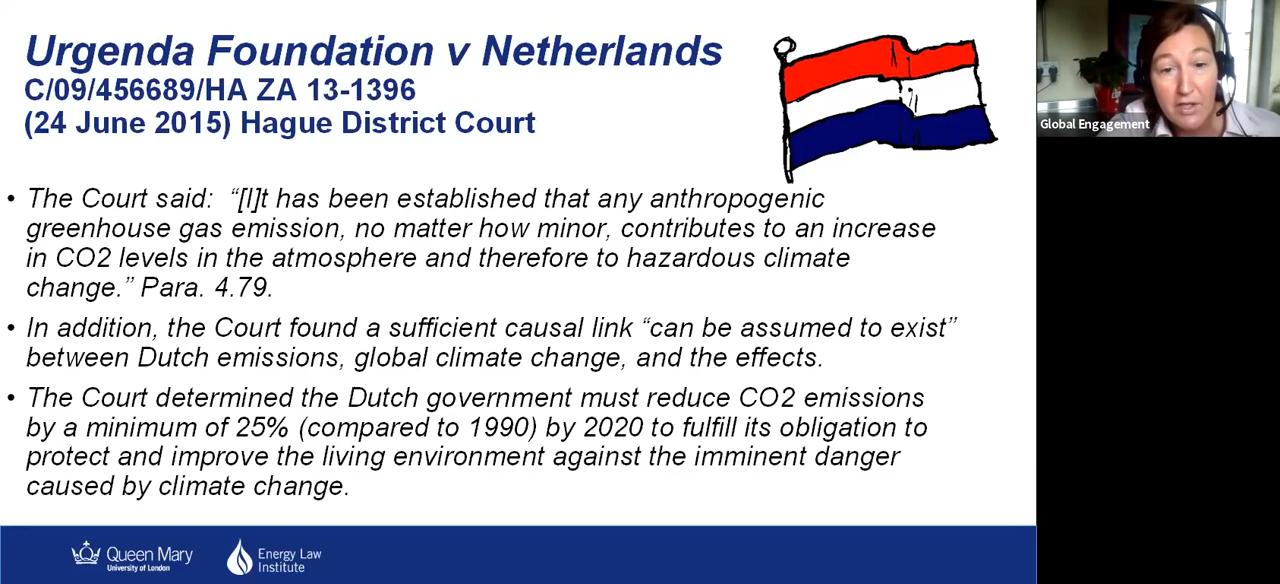 Urgenda Foundation v Netherlands
C/09/456689/HA ZA 13-1396
(24 June 2015) Hague District Court
• The Court said:  “[I]t has been established that any anthropogenic
greenhouse gas emission, no matter how minor, contributes to an increase
in CO2 levels in the atmosphere and therefore to hazardous climate
change.” Para. 4.79.
• In addition, the Court found a sufficient causal link “can be assumed to exist”
between Dutch emissions, global climate change, and the effects.
• The Court determined the Dutch government must reduce CO2 emissions
by a minimum of 25% (compared to 1990) by 2020 to fulfill its obligation to
protect and improve the living environment against the imminent danger
caused by climate change.
Queen Mary
University of London
Energy Law
Institute
Global Engagement